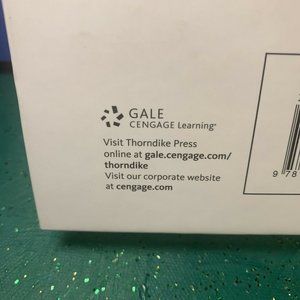 GALE
CENGAGE Learning®
Visit Thorndike Press
online at gale.cengage.com/
thorndike
Visit our corporate website
at cengage.com
9 78